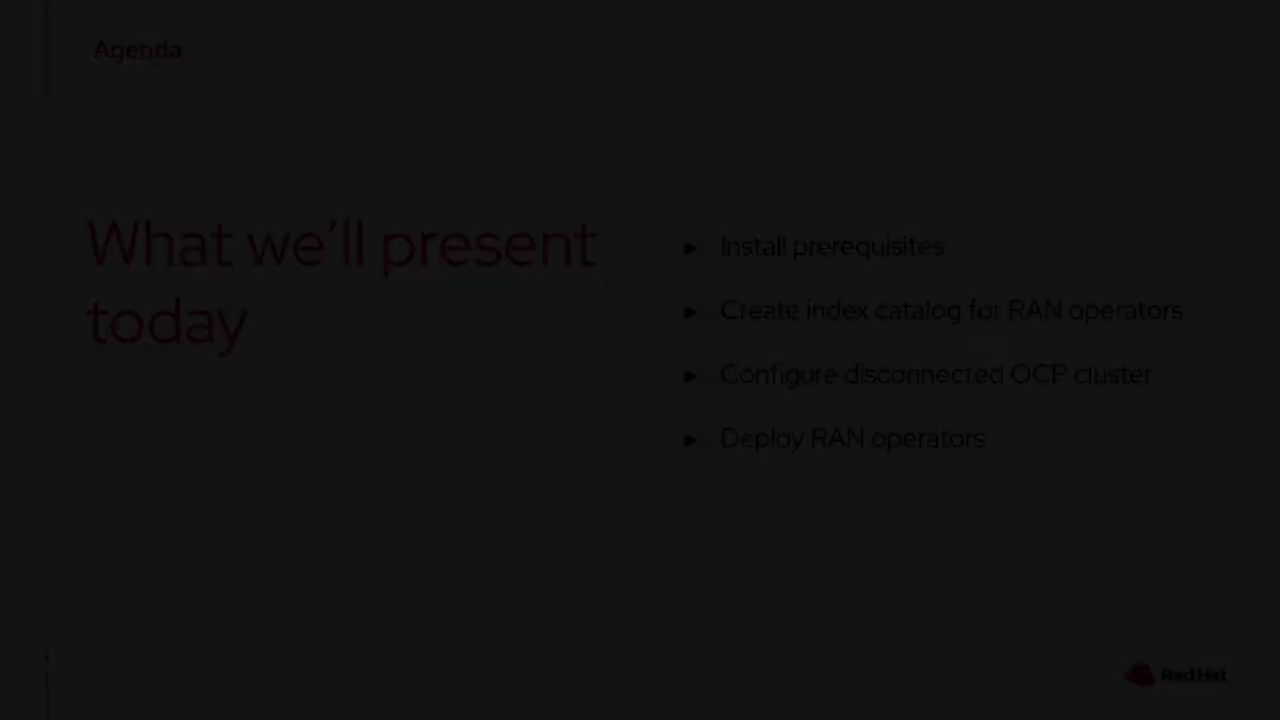 Agenda
What we'll present
today
Install prerequisites
Create index catalog for RAN operators
Configure disconnected OCP cluster
Deploy RAN operators
Red Hat